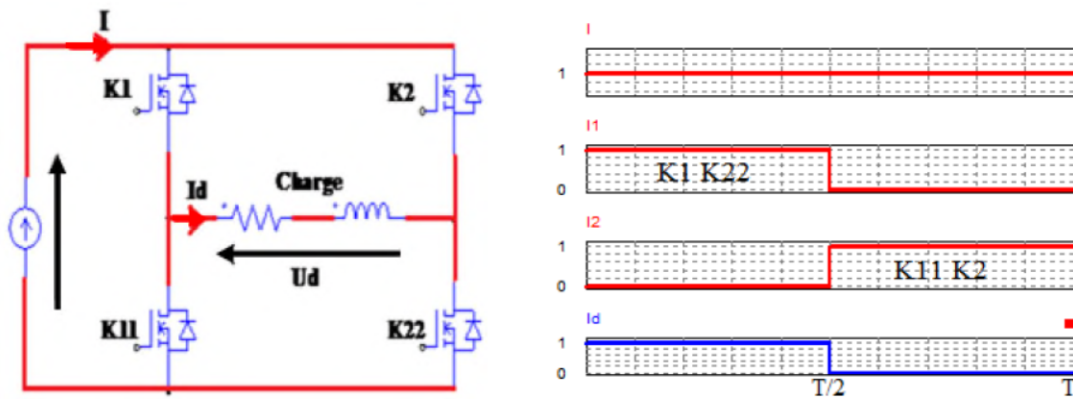 I
K1
K2
Id
Charge
Ud
K11
K22
I
1
I1
1
K1 K22
0
I2
1
K11 K2
0
Id
1
0
T/2
T